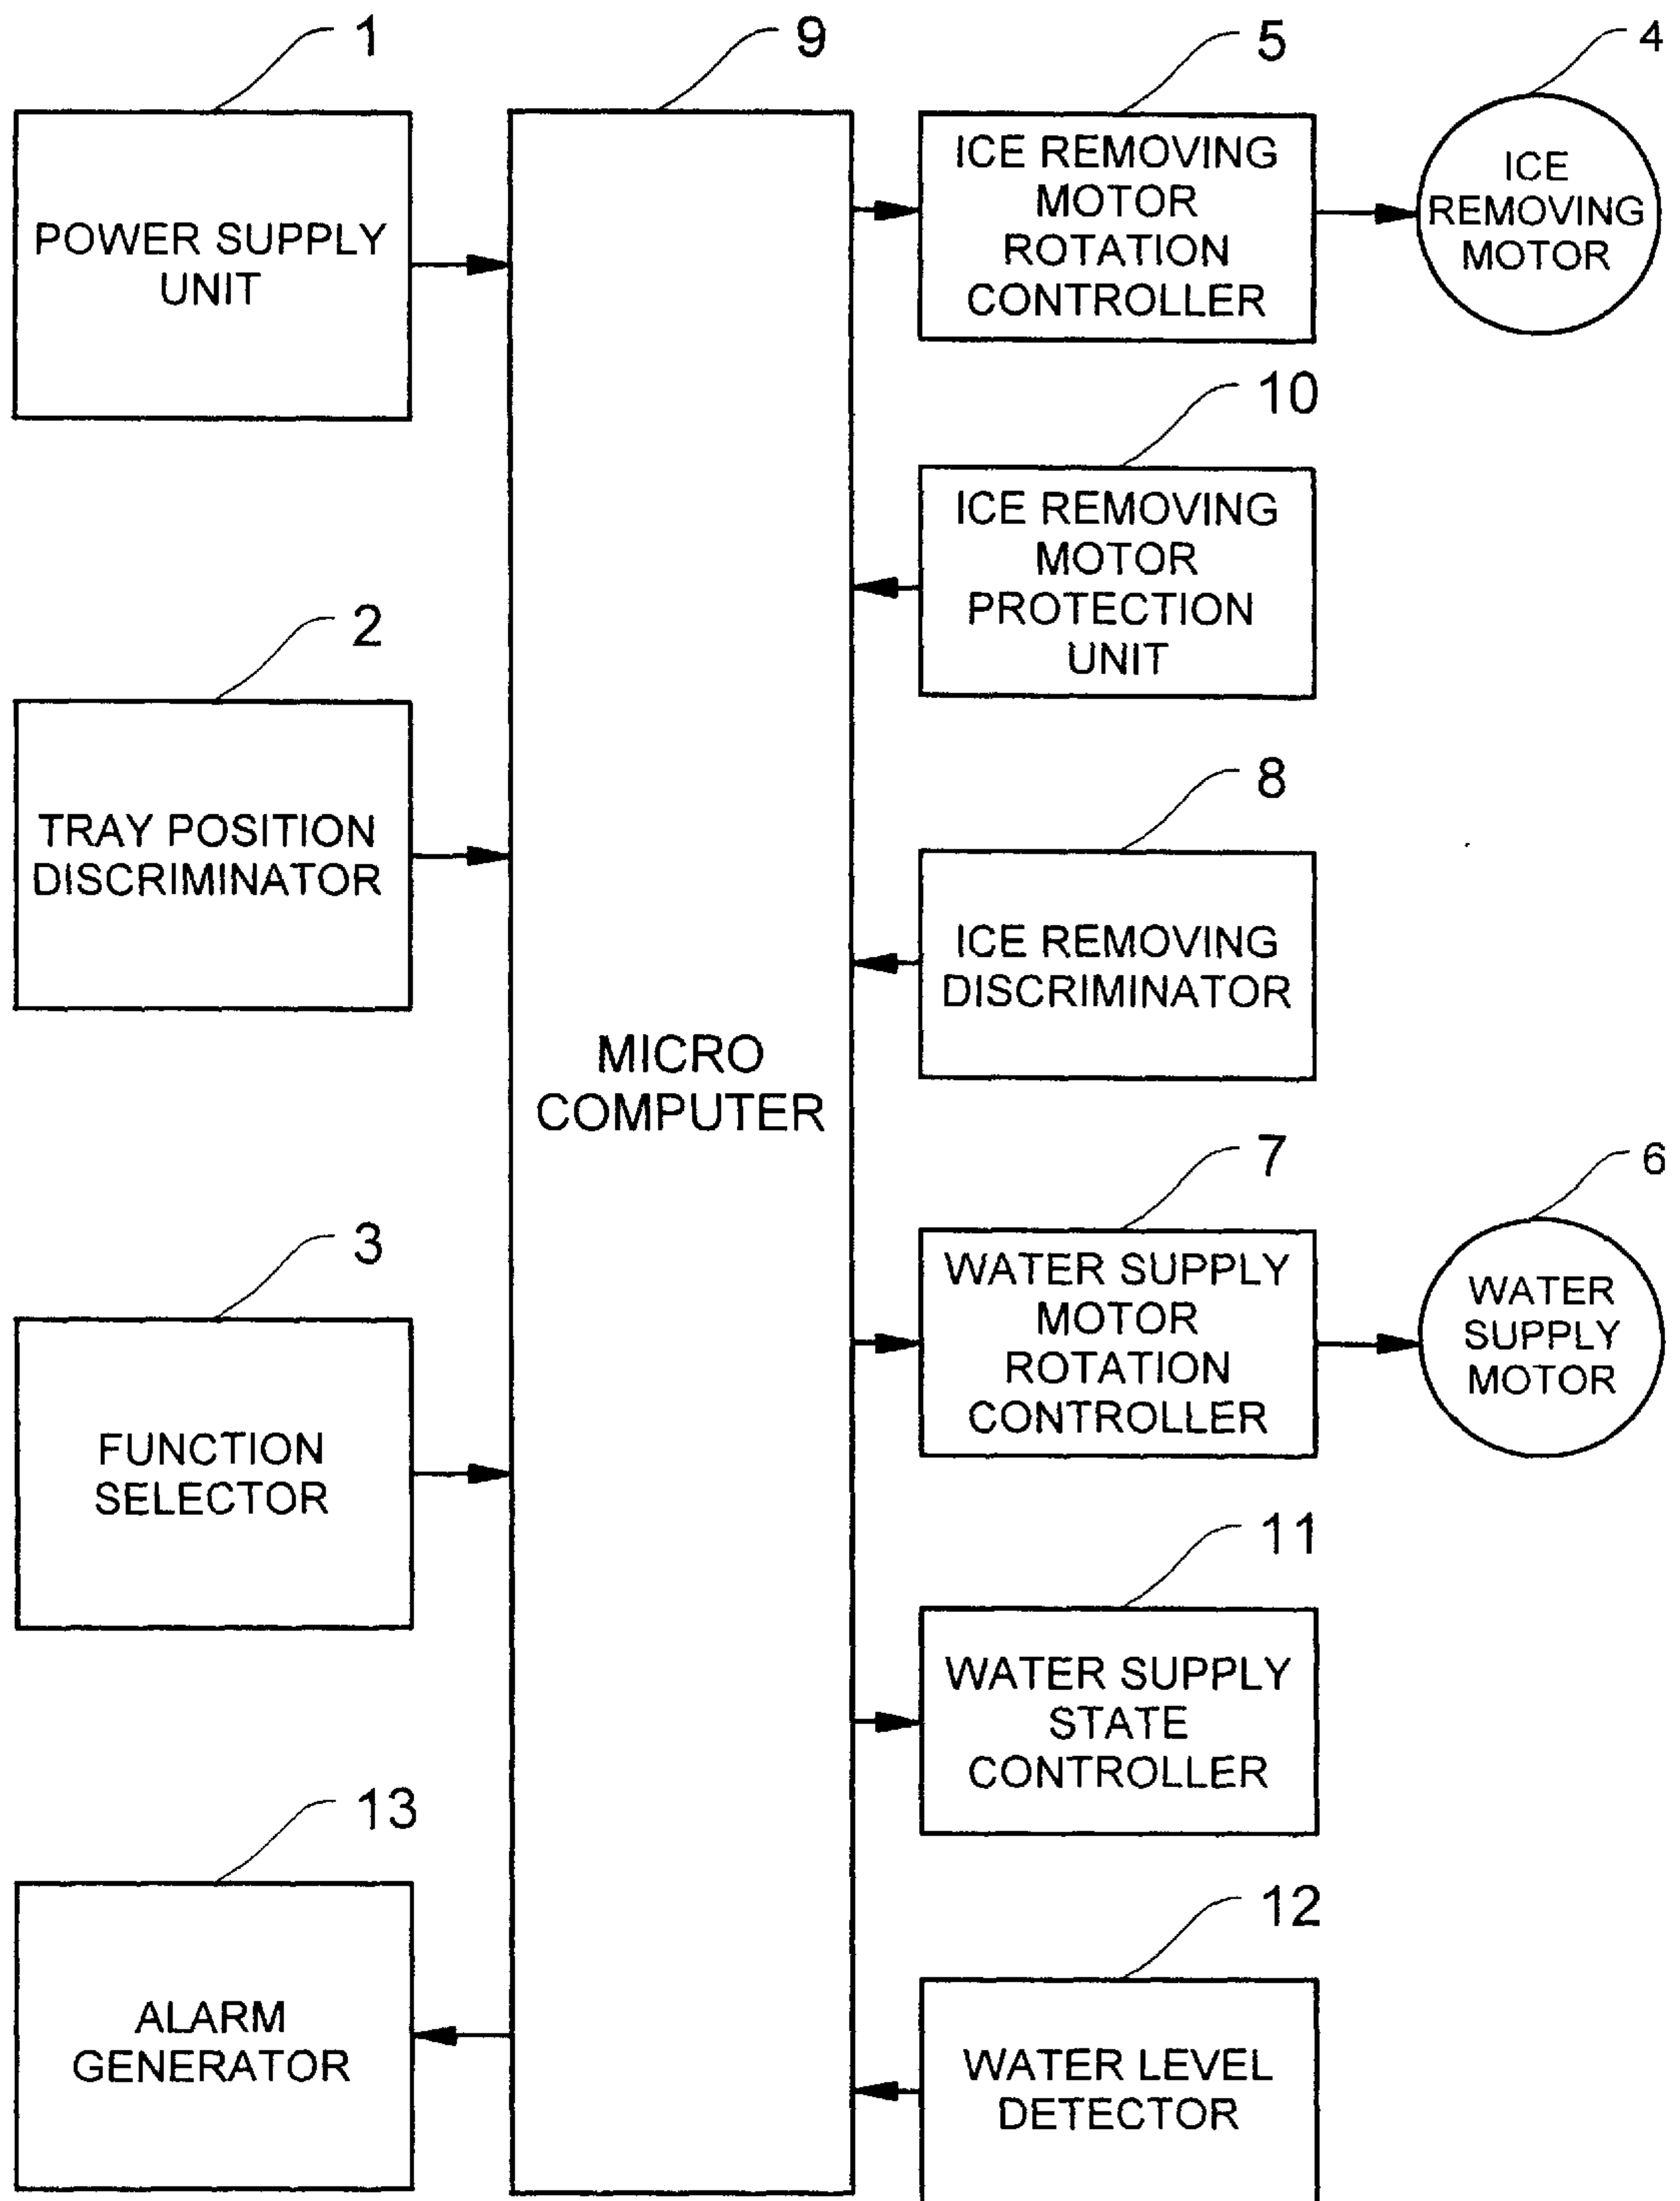 1
POWER SUPPLY
UNIT
2
TRAY POSITION
DISCRIMINATOR
3
FUNCTION
SELECTOR
13
ALARM
GENERATOR
9
MICRO
COMPUTER
5
ICE REMOVING
MOTOR
ROTATION
CONTROLLER
4
ICE
REMOVING
MOTOR
10
ICE REMOVING
MOTOR
PROTECTION
UNIT
8
ICE REMOVING
DISCRIMINATOR
7
WATER SUPPLY
MOTOR
ROTATION
CONTROLLER
6
WATER
SUPPLY
MOTOR
11
WATER SUPPLY
STATE
CONTROLLER
12
WATER LEVEL
DETECTOR